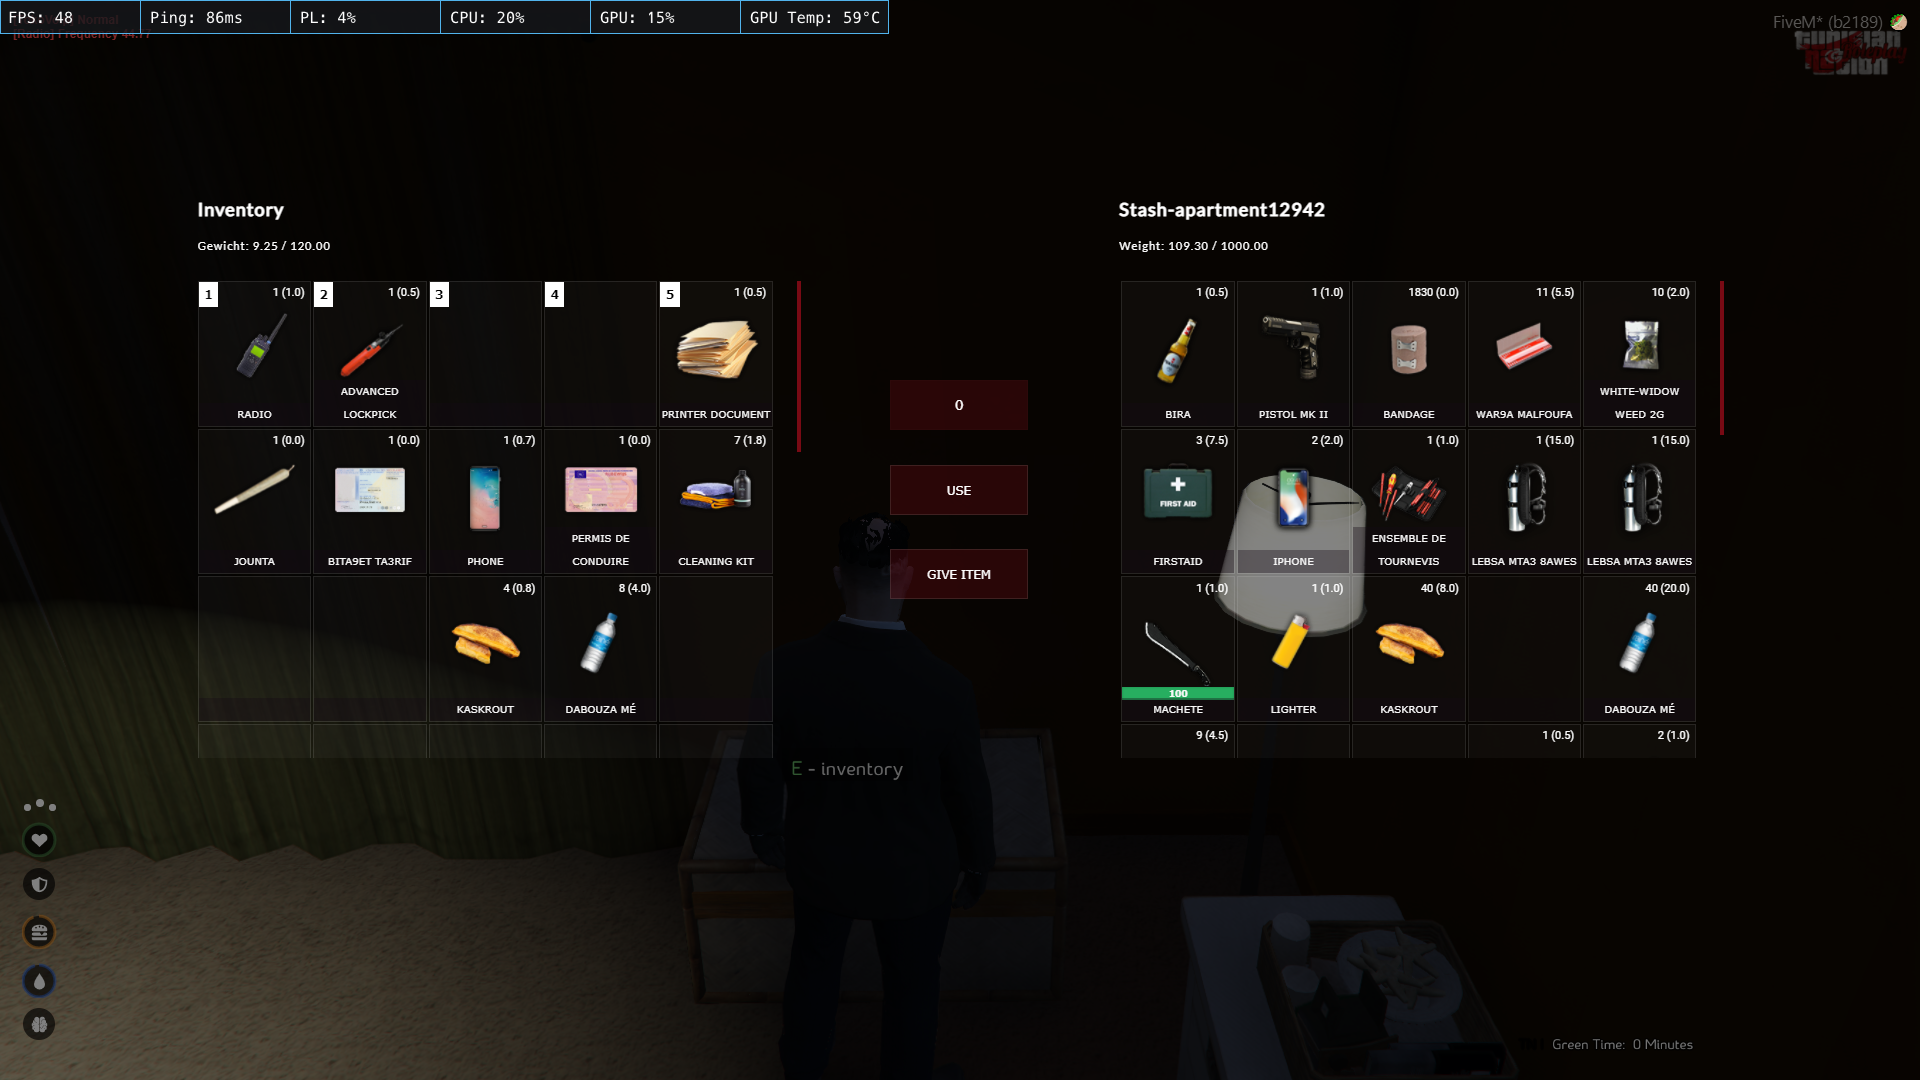 FPS: 48 Ping: 86ms PL: 4% CPU: 20% GPU: 15% GPU Temp: 59°C
Normal
[Radio] Frequency 44.77
FiveM* (b2189)
Inventory
Gewicht: 9.25 / 120.00
1 1 (1.0) 2 1 (0.5) 3 4 5 1 (0.5)
RADIO
ADVANCED
LOCKPICK
PRINTER DOCUMENT
1 (0.0) 1 (0.0) 1 (0.7) 1 (0.0) 7 (1.8)
JOUNTA
BITA9ET TA3RIF
PHONE
PERMIS DE
CONDUIRE
CLEANING KIT
4 (0.8) 8 (4.0)
KASKROUT
DABOUZA MÉ
0
USE
GIVE ITEM
E - inventory
Stash-apartment12942
Weight: 109.30 / 1000.00
1 (0.5) 1 (1.0) 1830 (0.0) 11 (5.5) 10 (2.0)
BIRA
PISTOL MK II
BANDAGE
WAR9A MALFOUFA
WHITE-WIDOW
WEED 2G
3 (7.5) 2 (2.0) 1 (1.0) 1 (15.0) 1 (15.0)
FIRST AID
FIRSTAID
IPHONE
ENSEMBLE DE
TOURNEVIS
LEBSA MTA3 8AWES
LEBSA MTA3 8AWES
1 (1.0) 1 (1.0) 40 (8.0) 40 (20.0)
100
MACHETE
LIGHTER
KASKROUT
DABOUZA MÉ
9 (4.5) 1 (0.5) 2 (1.0)
Green Time: 0 Minutes